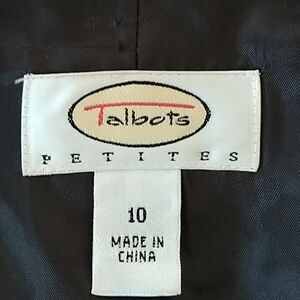 Talbots
PETITES
10
MADE IN
CHINA